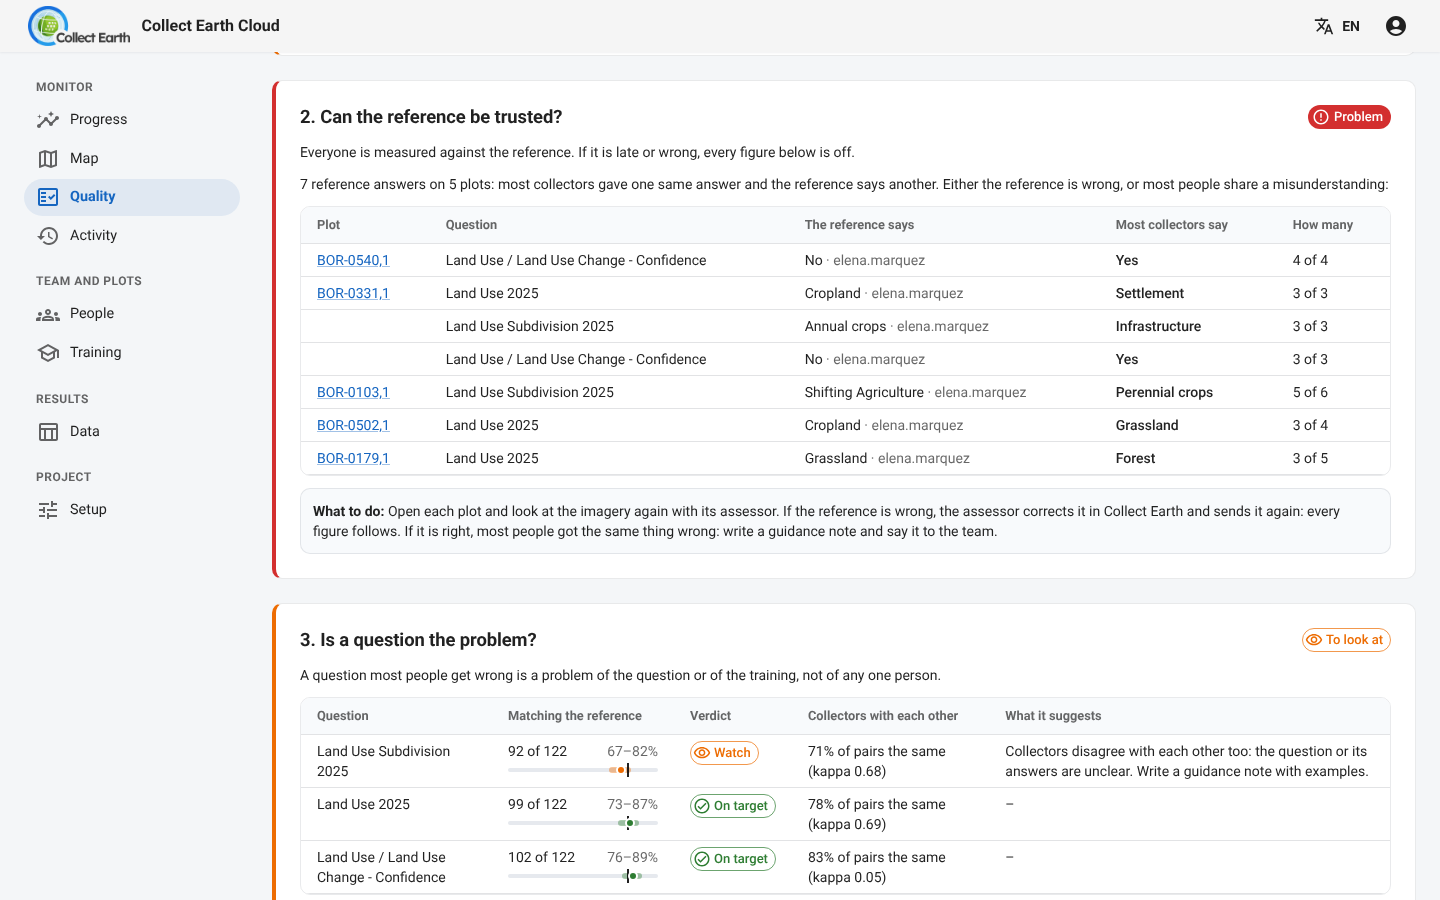 Collect Earth
Collect Earth Cloud
EN
MONITOR
Progress
Map
Quality
Activity
TEAM AND PLOTS
People
Training
RESULTS
Data
PROJECT
Setup
2. Can the reference be trusted?
Problem
Everyone is measured against the reference. If it is late or wrong, every figure below is off.
7 reference answers on 5 plots: most collectors gave one same answer and the reference says another. Either the reference is wrong, or most people share a misunderstanding:
Plot Question The reference says Most collectors say How many
BOR-0540,1 Land Use / Land Use Change - Confidence No · elena.marquez Yes 4 of 4
BOR-0331,1 Land Use 2025 Cropland · elena.marquez Settlement 3 of 3
Land Use Subdivision 2025 Annual crops · elena.marquez Infrastructure 3 of 3
Land Use / Land Use Change - Confidence No · elena.marquez Yes 3 of 3
BOR-0103,1 Land Use Subdivision 2025 Shifting Agriculture · elena.marquez Perennial crops 5 of 6
BOR-0502,1 Land Use 2025 Cropland · elena.marquez Grassland 3 of 4
BOR-0179,1 Land Use 2025 Grassland · elena.marquez Forest 3 of 5
What to do: Open each plot and look at the imagery again with its assessor. If the reference is wrong, the assessor corrects it in Collect Earth and sends it again: every
figure follows. If it is right, most people got the same thing wrong: write a guidance note and say it to the team.
3. Is a question the problem?
To look at
A question most people get wrong is a problem of the question or of the training, not of any one person.
Question Matching the reference Verdict Collectors with each other What it suggests
Land Use Subdivision 92 of 122 67–82% Watch 71% of pairs the same Collectors disagree with each other too: the question or its
2025 (kappa 0.68) answers are unclear. Write a guidance note with examples.
Land Use 2025 99 of 122 73–87% On target 78% of pairs the same –
(kappa 0.69)
Land Use / Land Use 102 of 122 76–89% On target 83% of pairs the same –
Change - Confidence (kappa 0.05)